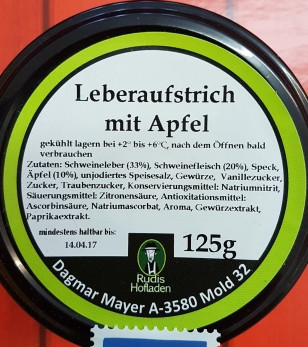 Leberaufstrich
mit Apfel
gekühlt lagern bei +2° bis +6°C, nach dem Öffnen bald
verbrauchen
Zutaten: Schweineleber (33%), Schweinefleisch (20%), Speck,
Äpfel (10%), unjodiertes Speisesalz, Gewürze, Vanillezucker,
Zucker, Traubenzucker, Konservierungsmittel: Natriumnitrit,
Säuerungsmittel: Zitronensäure, Antioxitationsmittel:
Ascorbinsäure, Natriumascorbat, Aroma, Gewürzextrakt,
Paprikaextrakt.
mindestens haltbar bis:
14.04.17
125g
Rudis
Hofladen
Dagmar Mayer A-3580 Mold 32